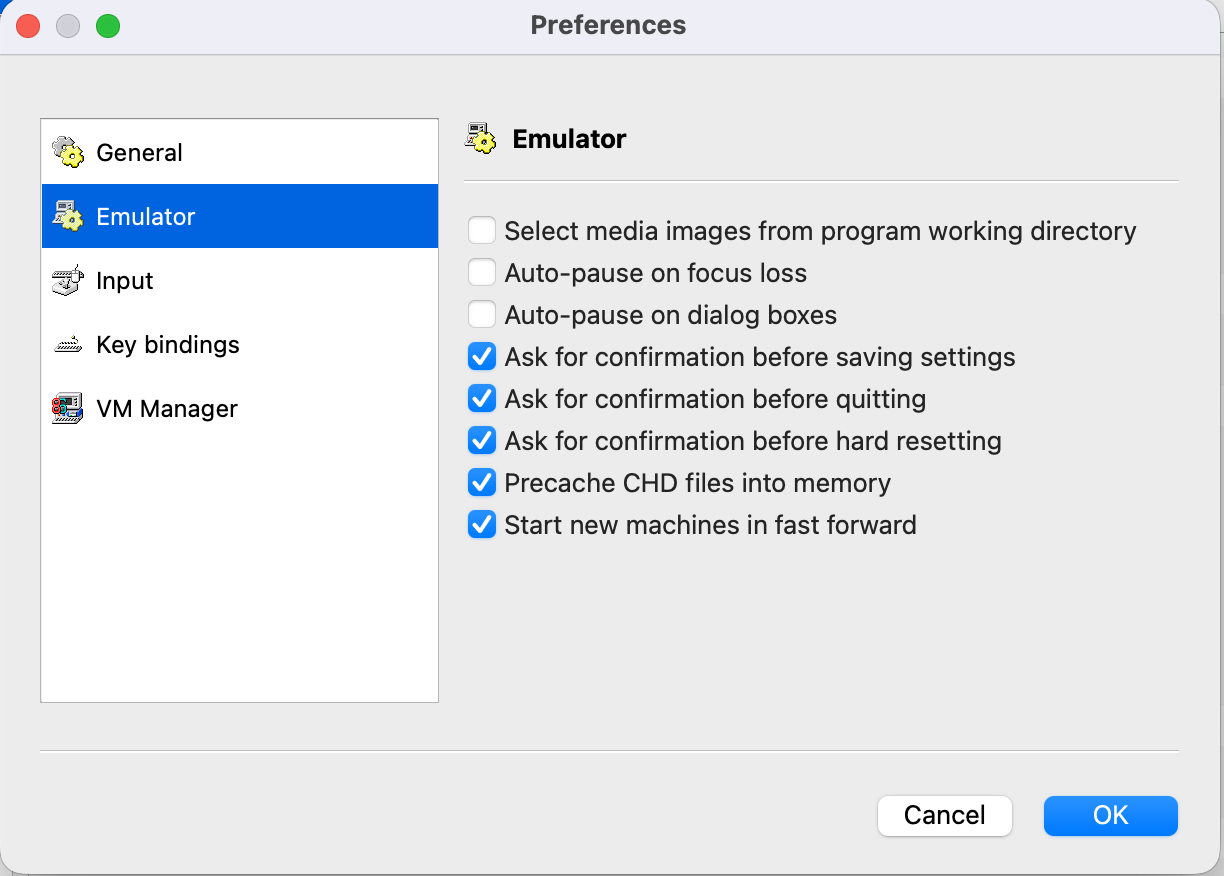 Preferences
General
Emulator
Input
Key bindings
VM Manager
Emulator
Select media images from program working directory
Auto-pause on focus loss
Auto-pause on dialog boxes
Ask for confirmation before saving settings
Ask for confirmation before quitting
Ask for confirmation before hard resetting
Precache CHD files into memory
Start new machines in fast forward
Cancel
OK